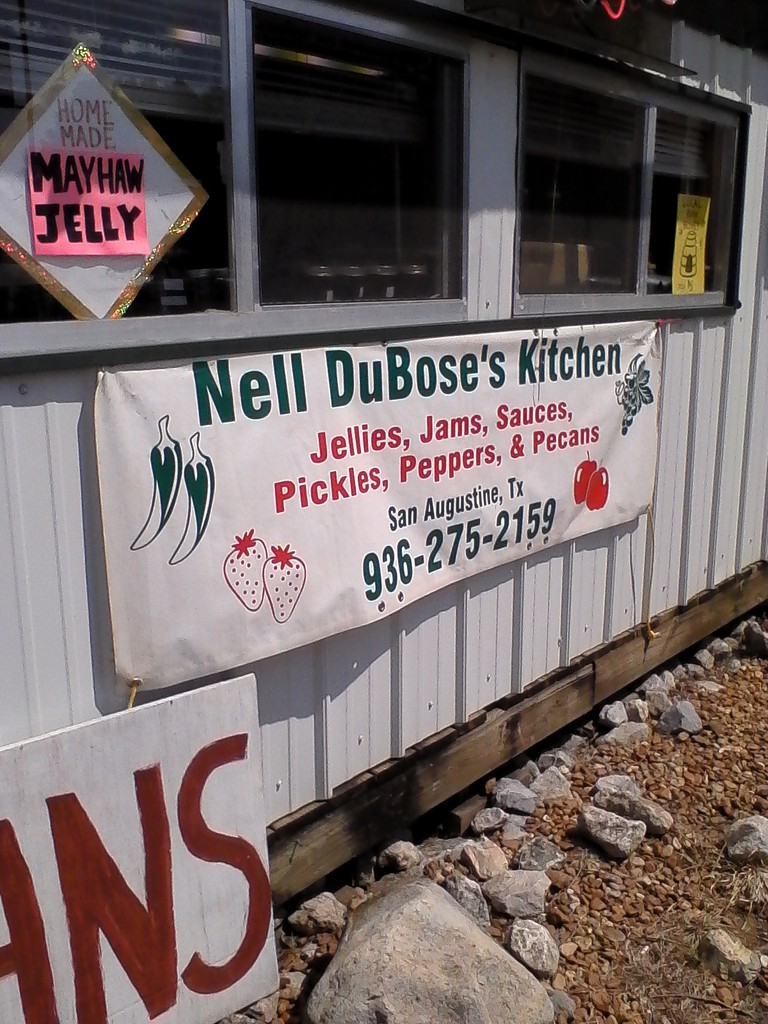 HOME
MADE
MAYHAW
JELLY
Nell DuBose's Kitchen
Jellies, Jams, Sauces,
Pickles, Peppers, & Pecans
San Augustine, Tx
936-275-2159
ANS